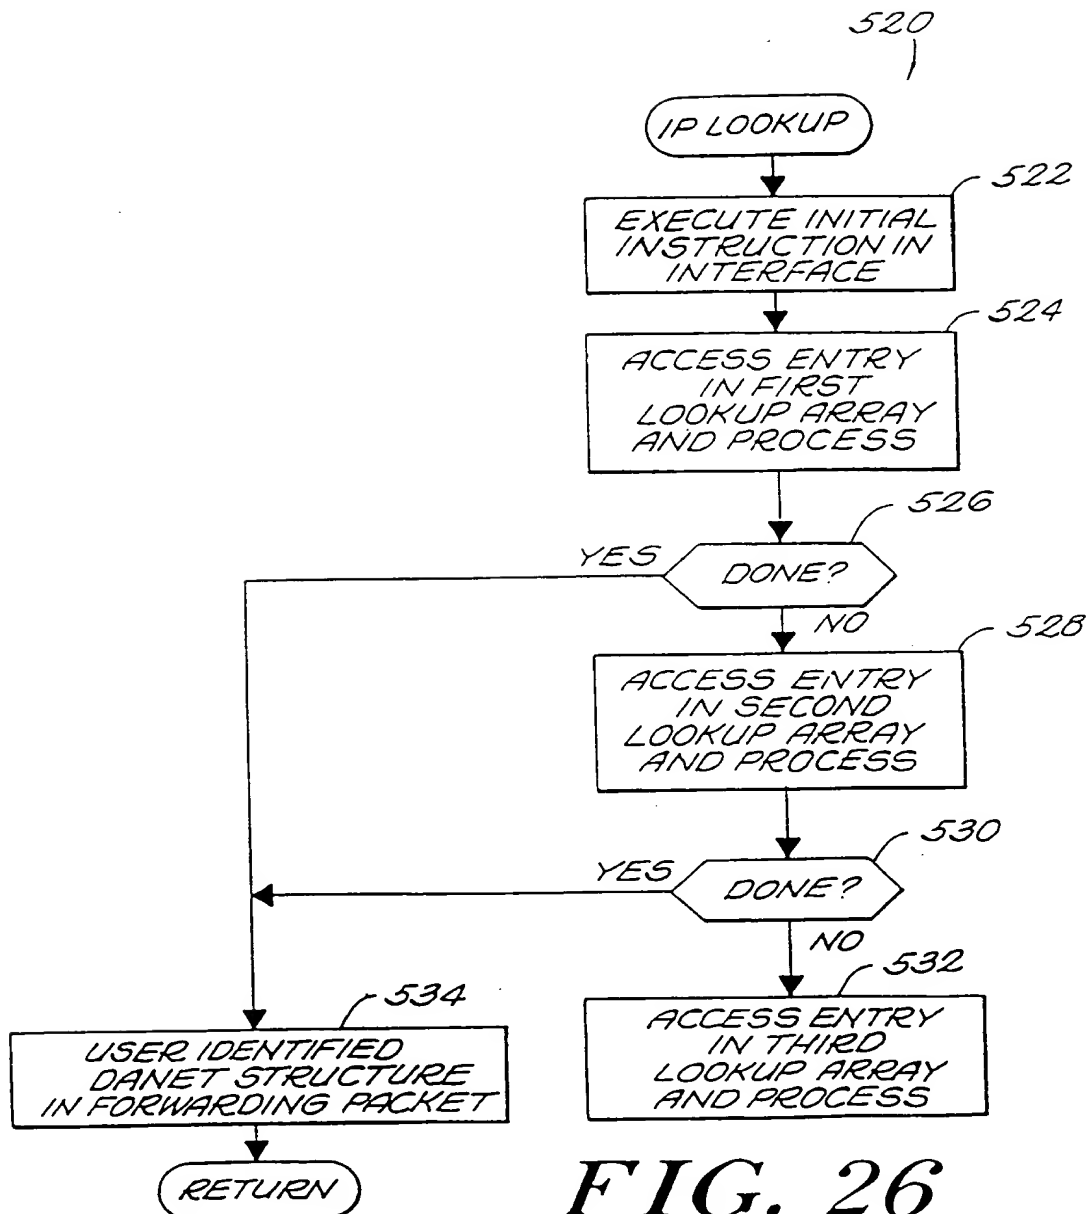 520
IP LOOKUP
522
EXECUTE INITIAL
INSTRUCTION IN
INTERFACE
524
ACCESS ENTRY
IN FIRST
LOOKUP ARRAY
AND PROCESS
526
YES
DONE?
NO
528
ACCESS ENTRY
IN SECOND
LOOKUP ARRAY
AND PROCESS
530
YES
DONE?
NO
532
534
ACCESS ENTRY
IN THIRD
LOOKUP ARRAY
AND PROCESS
USER IDENTIFIED
DANET STRUCTURE
IN FORWARDING PACKET
RETURN
FIG. 26